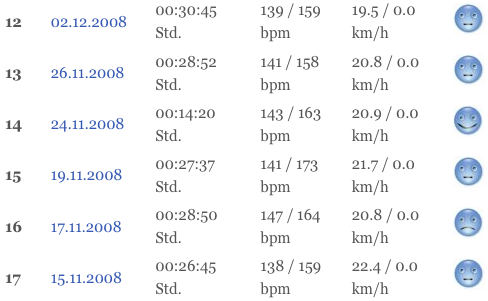 12 02.12.2008 00:30:45 139 / 159 19.5 / 0.0
Std. bpm km/h
13 26.11.2008 00:28:52 141 / 158 20.8 / 0.0
Std. bpm km/h
14 24.11.2008 00:14:20 143 / 163 20.9 / 0.0
Std. bpm km/h
15 19.11.2008 00:27:37 141 / 173 21.7 / 0.0
Std. bpm km/h
16 17.11.2008 00:28:50 147 / 164 20.8 / 0.0
Std. bpm km/h
17 15.11.2008 00:26:45 138 / 159 22.4 / 0.0
Std. bpm km/h